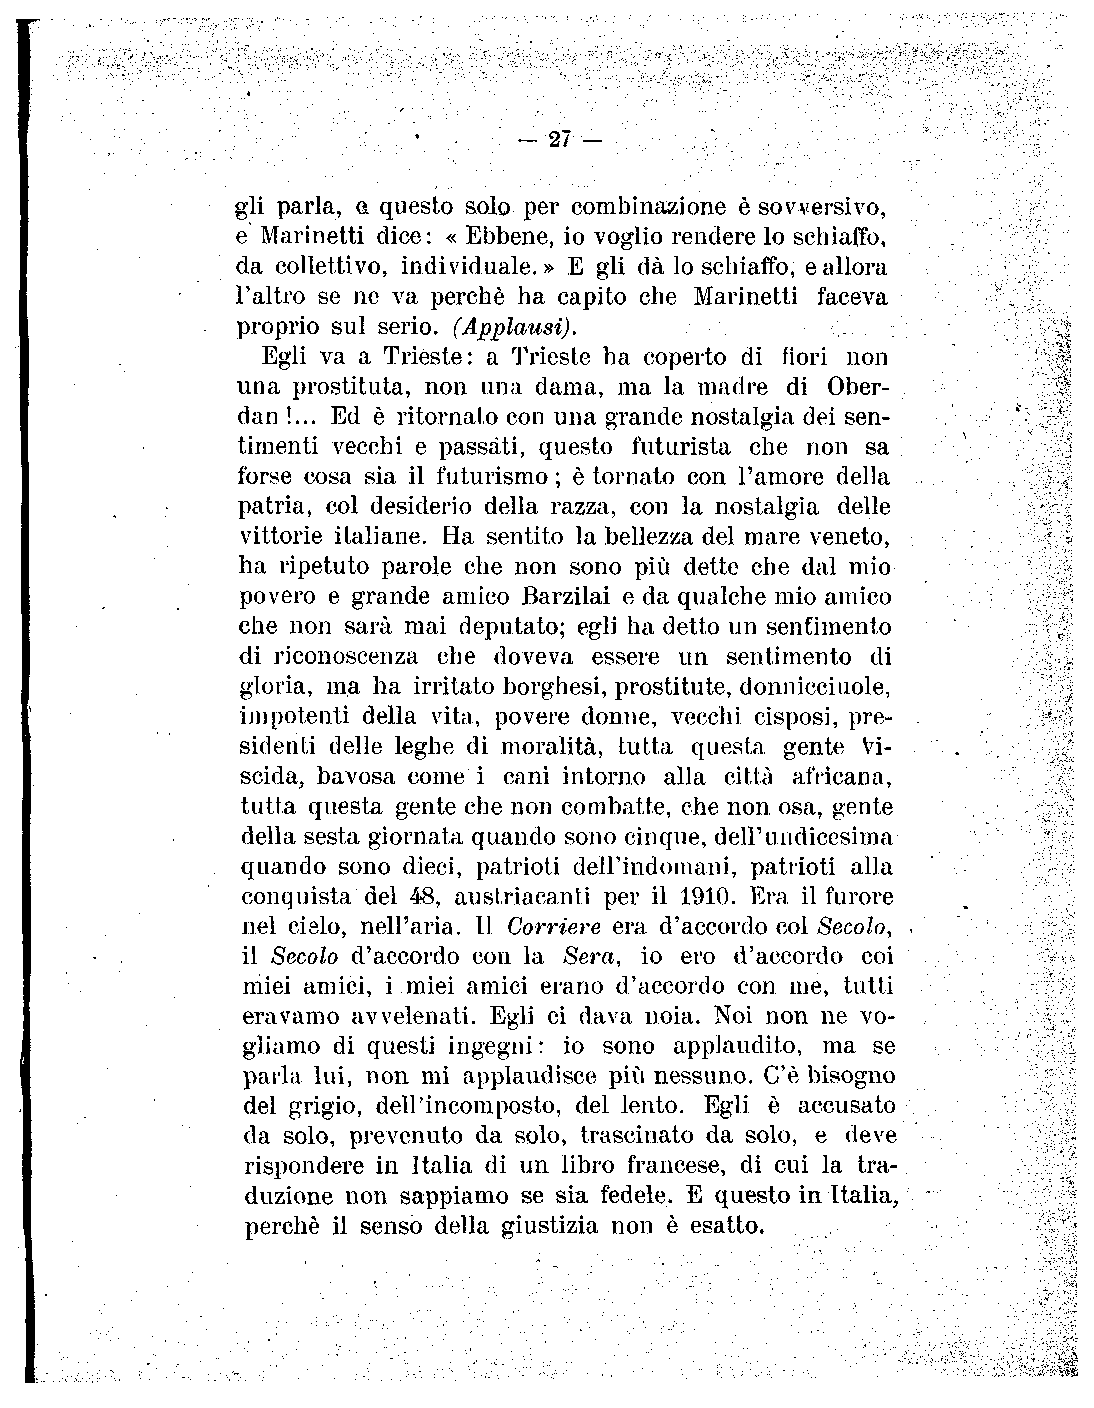 — 27 —
gli parla, e questo solo per combinazione è sovversivo,
e Marinetti dice: « Ebbene, io voglio rendere lo schiaffo,
da collettivo, individuale. » E gli dà lo schiaffo, e allora
l'altro se ne va perchè ha capito che Marinetti faceva
proprio sul serio. (Applausi).
Egli va a Trieste: a Trieste ha coperto di fiori non
una prostituta, non una dama, ma la madre di Ober-
dan !... Ed è ritornato con una grande nostalgia dei sen-
timenti vecchi e passati, questo futurista che non sa
forse cosa sia il futurismo ; è tornato con l'amore della
patria, col desiderio della razza, con la nostalgia delle
vittorie italiane. Ha sentito la bellezza del mare veneto,
ha ripetuto parole che non sono più dette che dal mio
povero e grande amico Barzilai e da qualche mio amico
che non sarà mai deputato; egli ha detto un sentimento
di riconoscenza che doveva essere un sentimento di
gloria, ma ha irritato borghesi, prostitute, donnicciuole,
impotenti della vita, povere donne, vecchi cisposi, pre-
sidenti delle leghe di moralità, tutta questa gente vi-
scida, bavosa come i cani intorno alla città africana,
tutta questa gente che non combatte, che non osa, gente
della sesta giornata quando sono cinque, dell'undicesima
quando sono dieci, patrioti dell'indomani, patrioti alla
conquista del 48, austriacanti per il 1910. Era il furore
nel cielo, nell'aria. Il Corriere era d'accordo col Secolo,
il Secolo d'accordo con la Sera, io ero d'accordo coi
miei amici, i miei amici erano d'accordo con me, tutti
eravamo avvelenati. Egli ci dava noia. Noi non ne vo-
gliamo di questi ingegni: io sono applaudito, ma se
parla lui, non mi applaudisce più nessuno. C'è bisogno
del grigio, dell'incomposto, del lento. Egli è accusato
da solo, prevenuto da solo, trascinato da solo, e deve
rispondere in Italia di un libro francese, di cui la tra-
duzione non sappiamo se sia fedele. E questo in Italia,
perchè il senso della giustizia non è esatto.